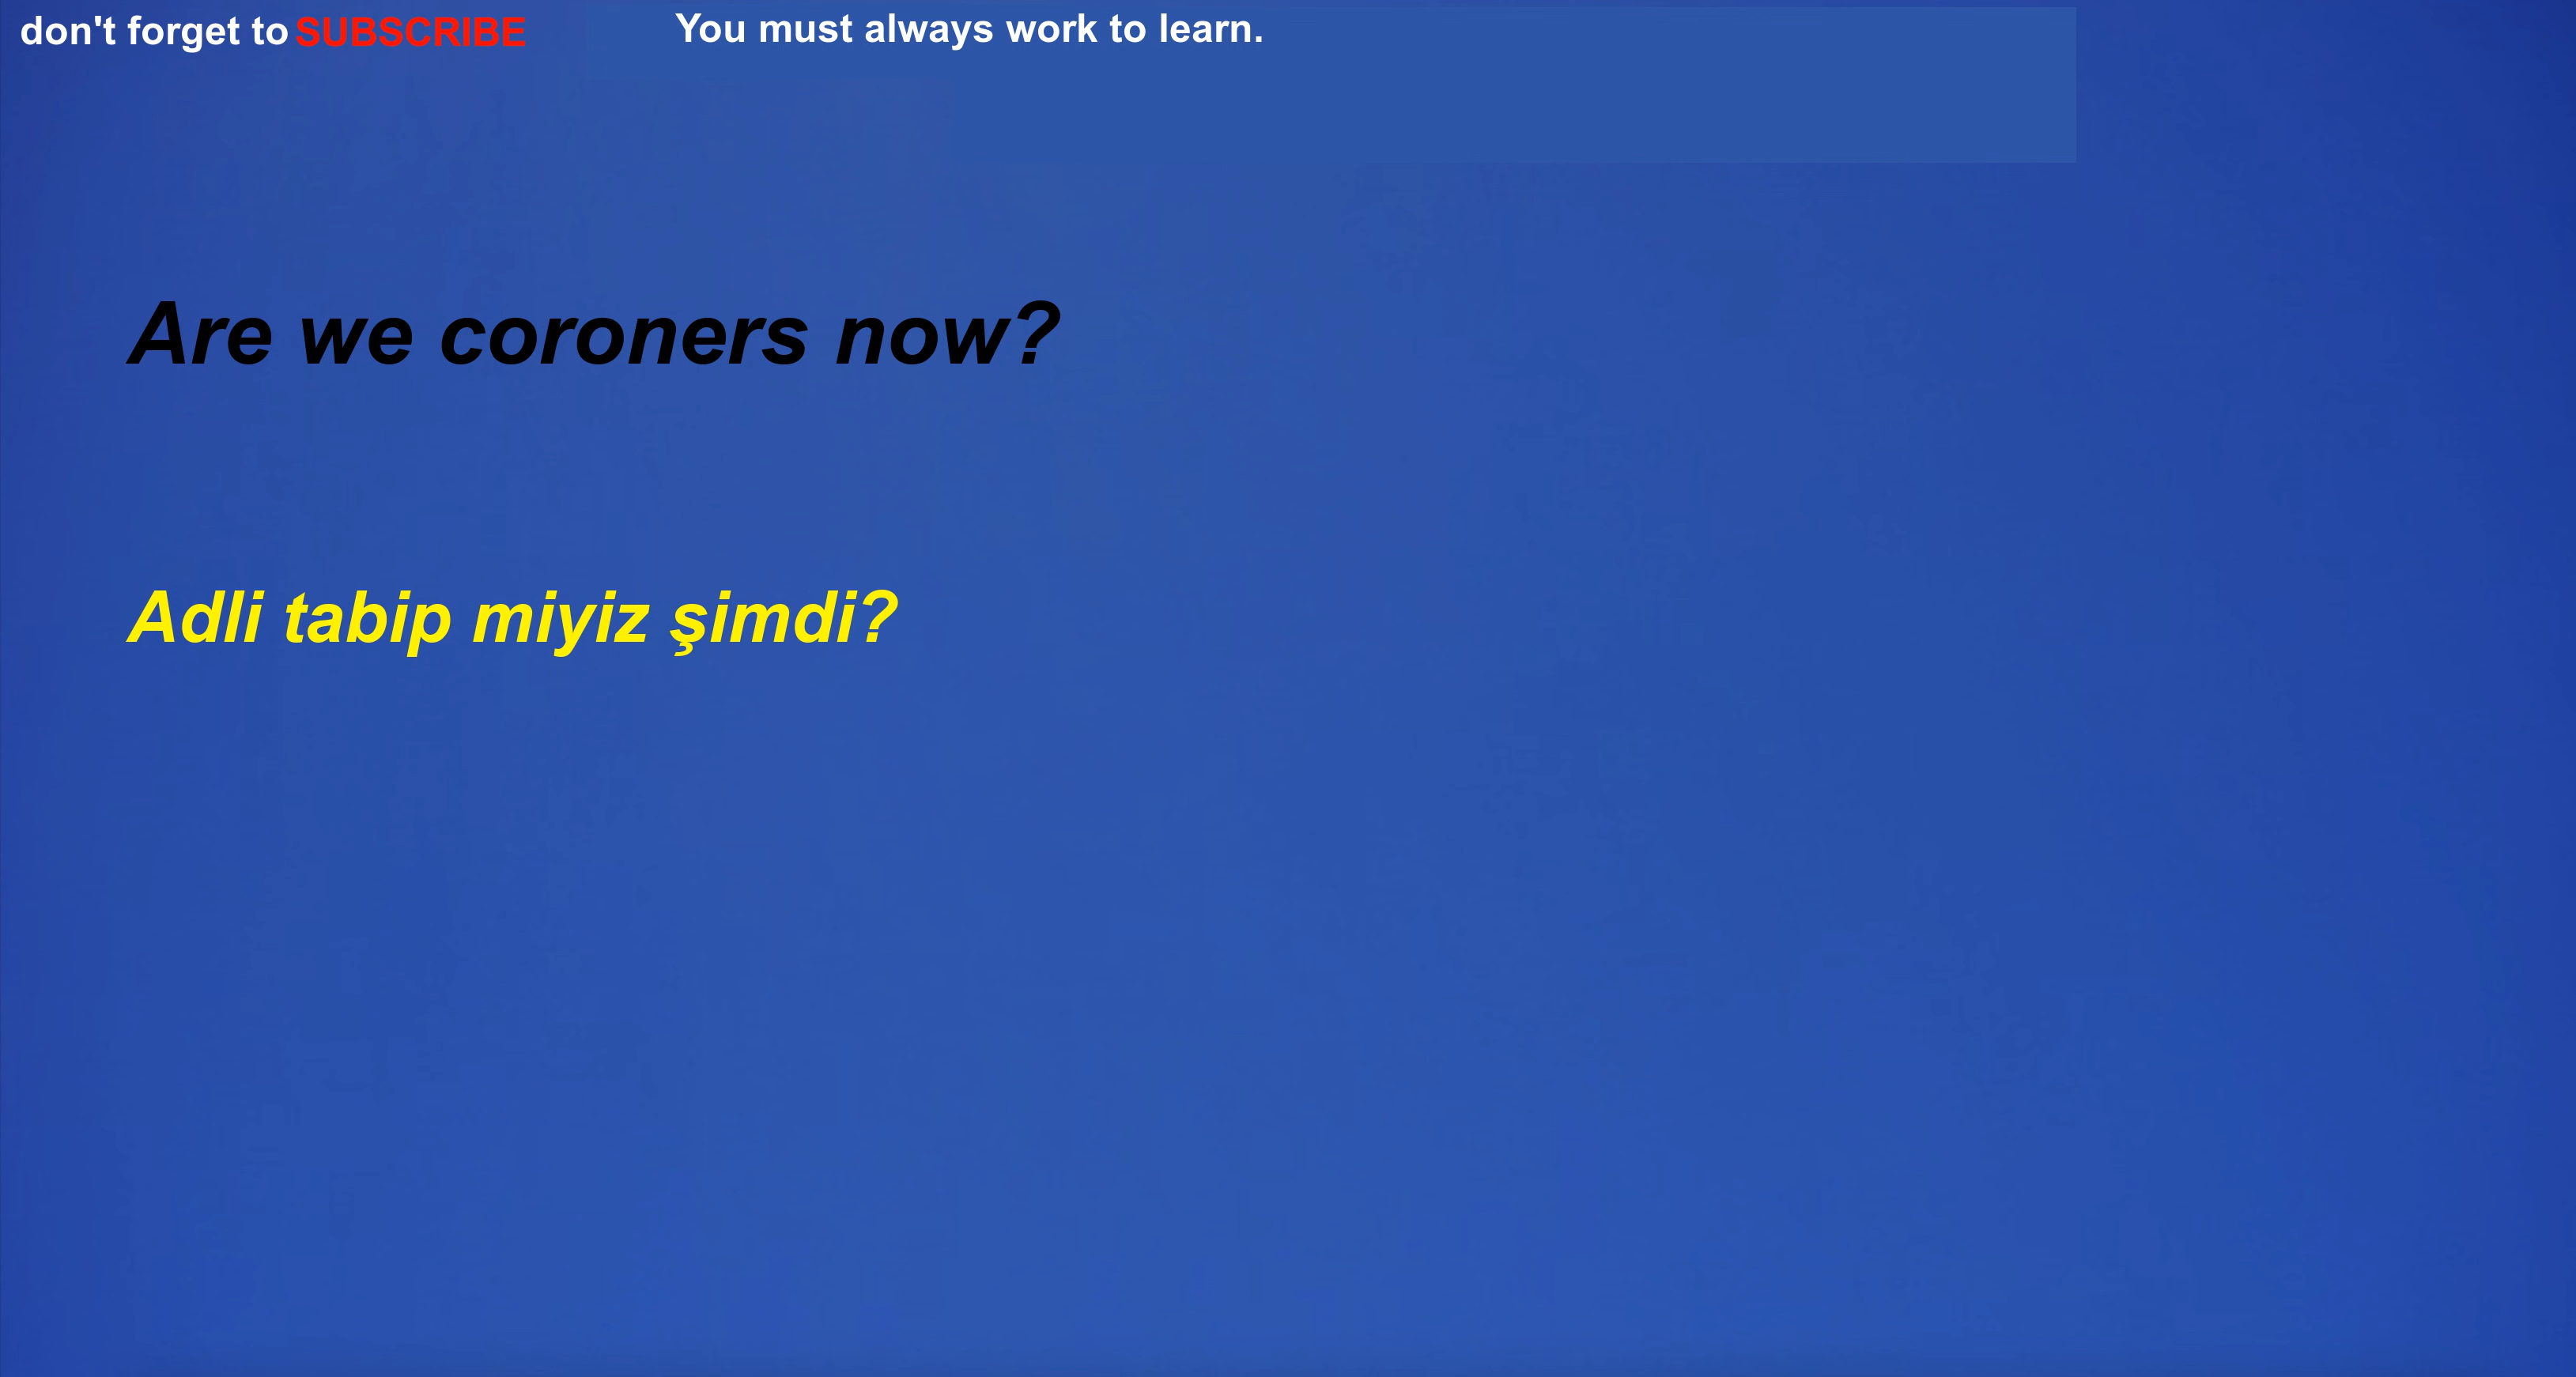 don't forget to SUBSCRIBE
You must always work to learn.
Are we coroners now?
Adli tabip miyiz şimdi?